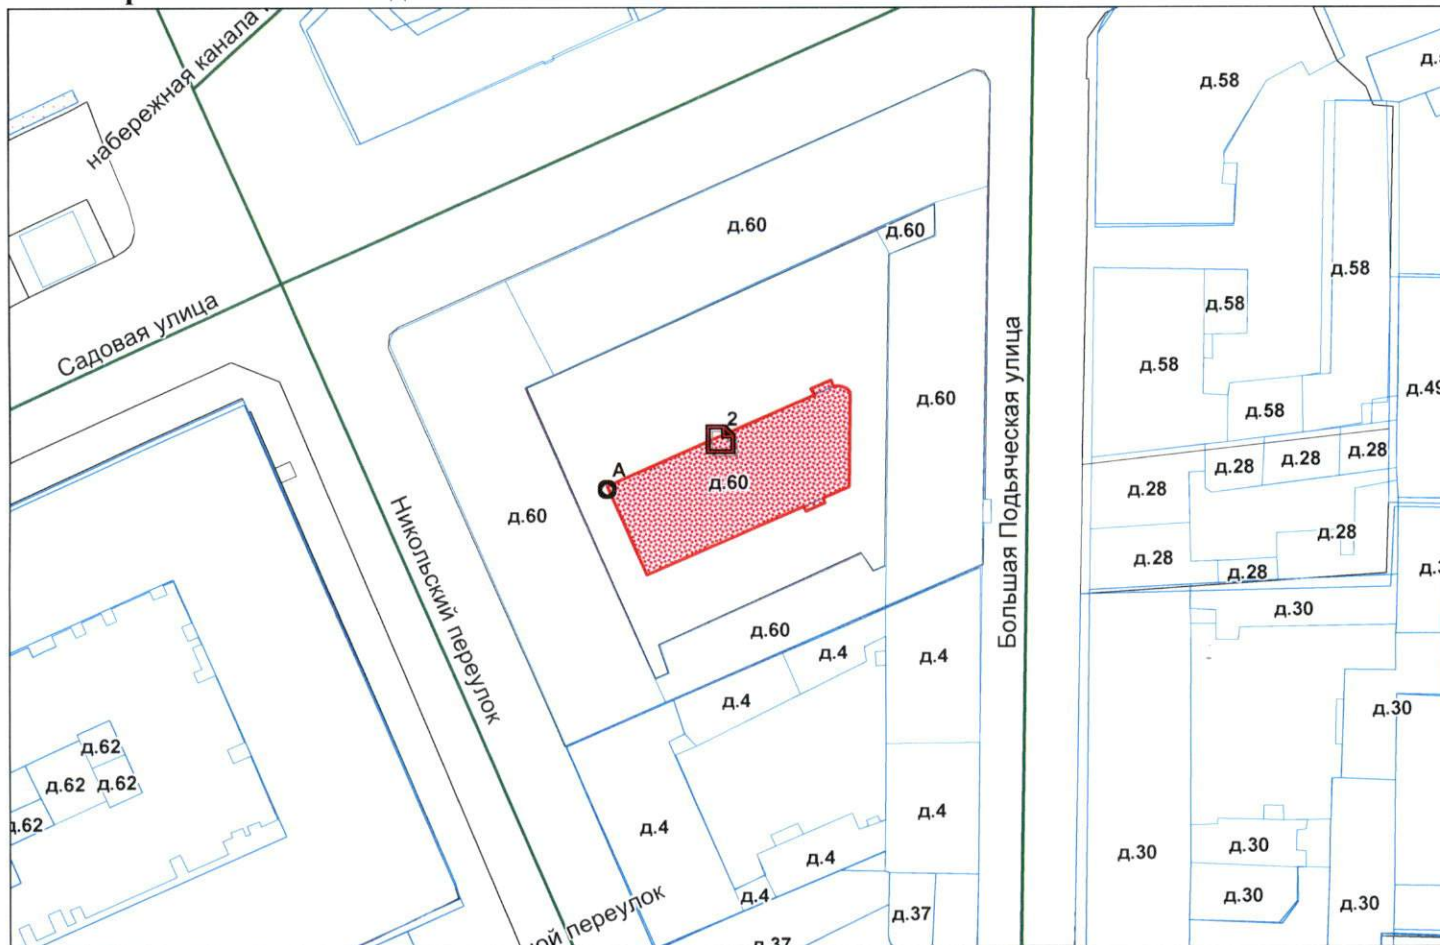 набережная канала
д.58
д.60
д.60
д.58
д.58
Садовая улица
д.58
д.49
д.60
д.58
2
А
д.60
д.28
д.28
д.28
д.28
д.60
Никольский переулок
Большая Подьяческая улица
д.28
д.28
д.28
д.30
д.60
д.4
д.4
д.4
д.30
д.62
д.62
д.62
д.62
д.4
д.4
д.4
д.30
д.30
д.4
д.30
д.30
д.37
переулок
д.37